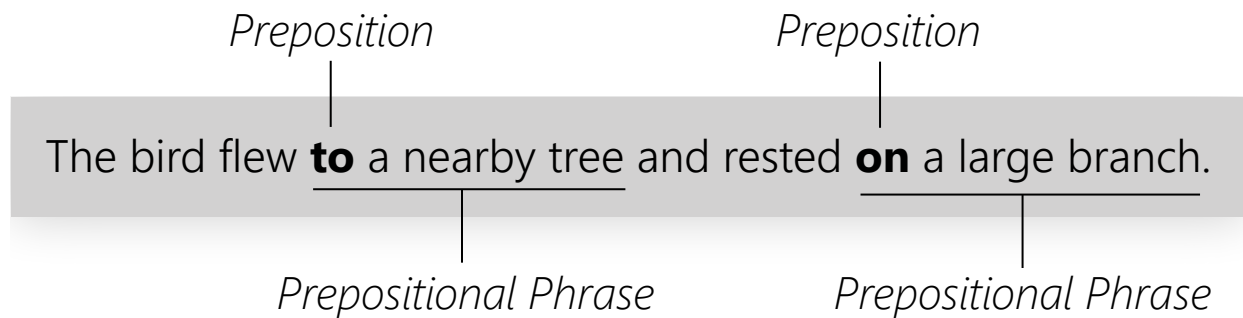 Preposition Preposition
The bird flew to a nearby tree and rested on a large branch.
Prepositional Phrase Prepositional Phrase